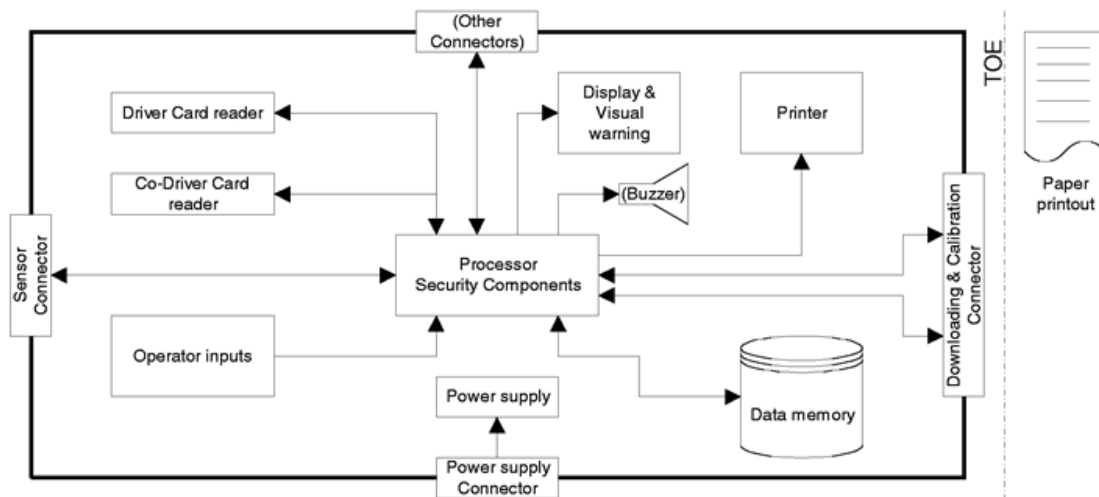 (Other
Connectors)
TOE
Driver Card reader
Display &
Visual
warning
Printer
Co-Driver Card
reader
(Buzzer)
Paper
printout
Sensor
Connector
Processor
Security Components
Downloading & Calibration
Connector
Operator inputs
Power supply
Data memory
Power supply
Connector